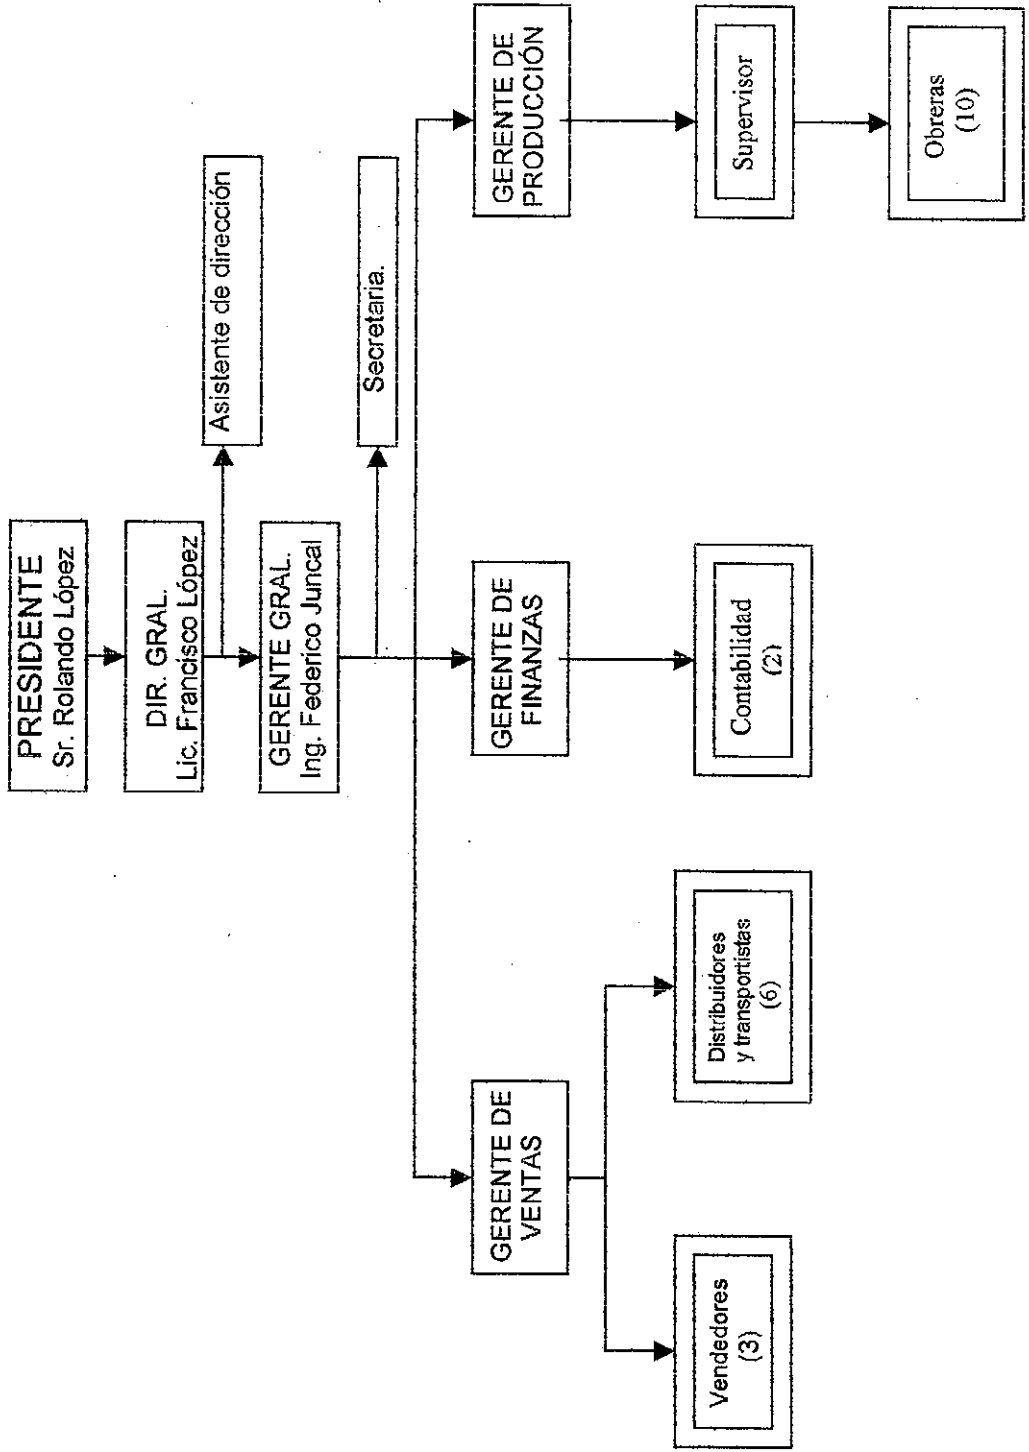 PRESIDENTE
Sr. Rolando López
DIR. GRAL.
Lic. Francisco López
Asistente de dirección
GERENTE GRAL.
Ing. Federico Juncal
Secretaria.
GERENTE DE
VENTAS
GERENTE DE
FINANZAS
GERENTE DE
PRODUCCIÓN
Vendedores
(3)
Distribuidores
y transportistas
(6)
Contabilidad
(2)
Supervisor
Obreras
(10)